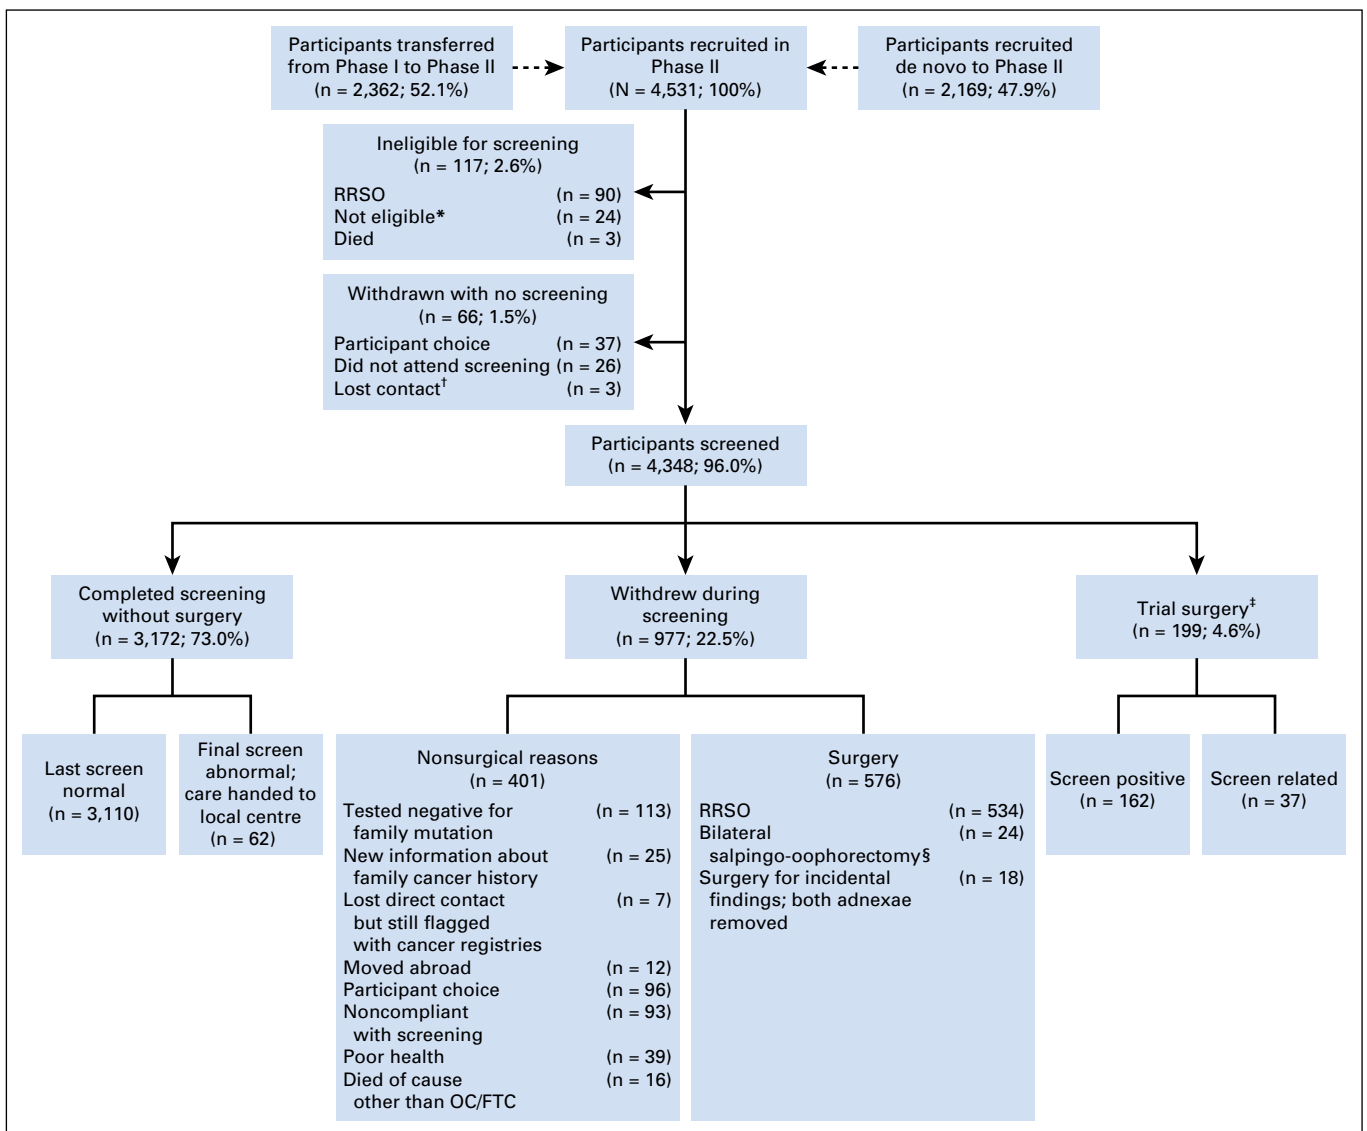 Participants transferred
from Phase I to Phase II
(n = 2,362; 52.1%)
Participants recruited in
Phase II
(N = 4,531; 100%)
Participants recruited
de novo to Phase II
(n = 2,169; 47.9%)
Ineligible for screening
(n = 117; 2.6%)
RRSO (n = 90)
Not eligible* (n = 24)
Died (n = 3)
Withdrawn with no screening
(n = 66; 1.5%)
Participant choice (n = 37)
Did not attend screening (n = 26)
Lost contact† (n = 3)
Participants screened
(n = 4,348; 96.0%)
Completed screening
without surgery
(n = 3,172; 73.0%)
Withdrew during
screening
(n = 977; 22.5%)
Trial surgery‡
(n = 199; 4.6%)
Last screen
normal
(n = 3,110)
Final screen
abnormal;
care handed to
local centre
(n = 62)
Nonsurgical reasons
(n = 401)
Tested negative for (n = 113)
family mutation
New information about (n = 25)
family cancer history
Lost direct contact (n = 7)
but still flagged
with cancer registries
Moved abroad (n = 12)
Participant choice (n = 96)
Noncompliant (n = 93)
with screening
Poor health (n = 39)
Died of cause (n = 16)
other than OC/FTC
Surgery
(n = 576)
RRSO (n = 534)
Bilateral (n = 24)
salpingo-oophorectomy§
Surgery for incidental (n = 18)
findings; both adnexae
removed
Screen positive
(n = 162)
Screen related
(n = 37)